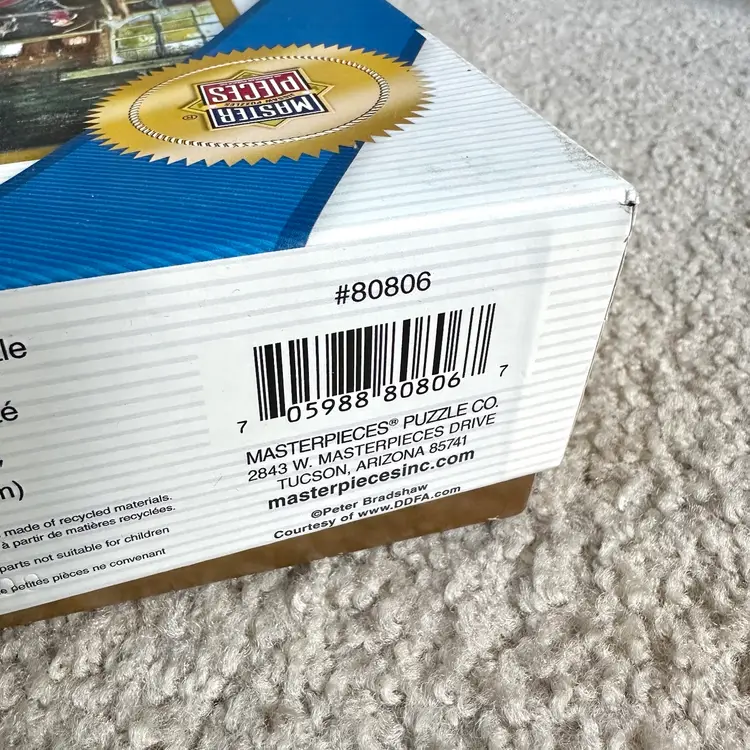 MASTER
JIGSAW PUZZLES
PIECES
®
#80806
7 05988 80806 7
MASTERPIECES® PUZZLE CO.
2843 W. MASTERPIECES DRIVE
TUCSON, ARIZONA 85741
masterpiecesinc.com
©Peter Bradshaw
Courtesy of www.DDFA.com
made of recycled materials.
à partir de matières recyclées.
parts not suitable for children
petites pièces ne convenant